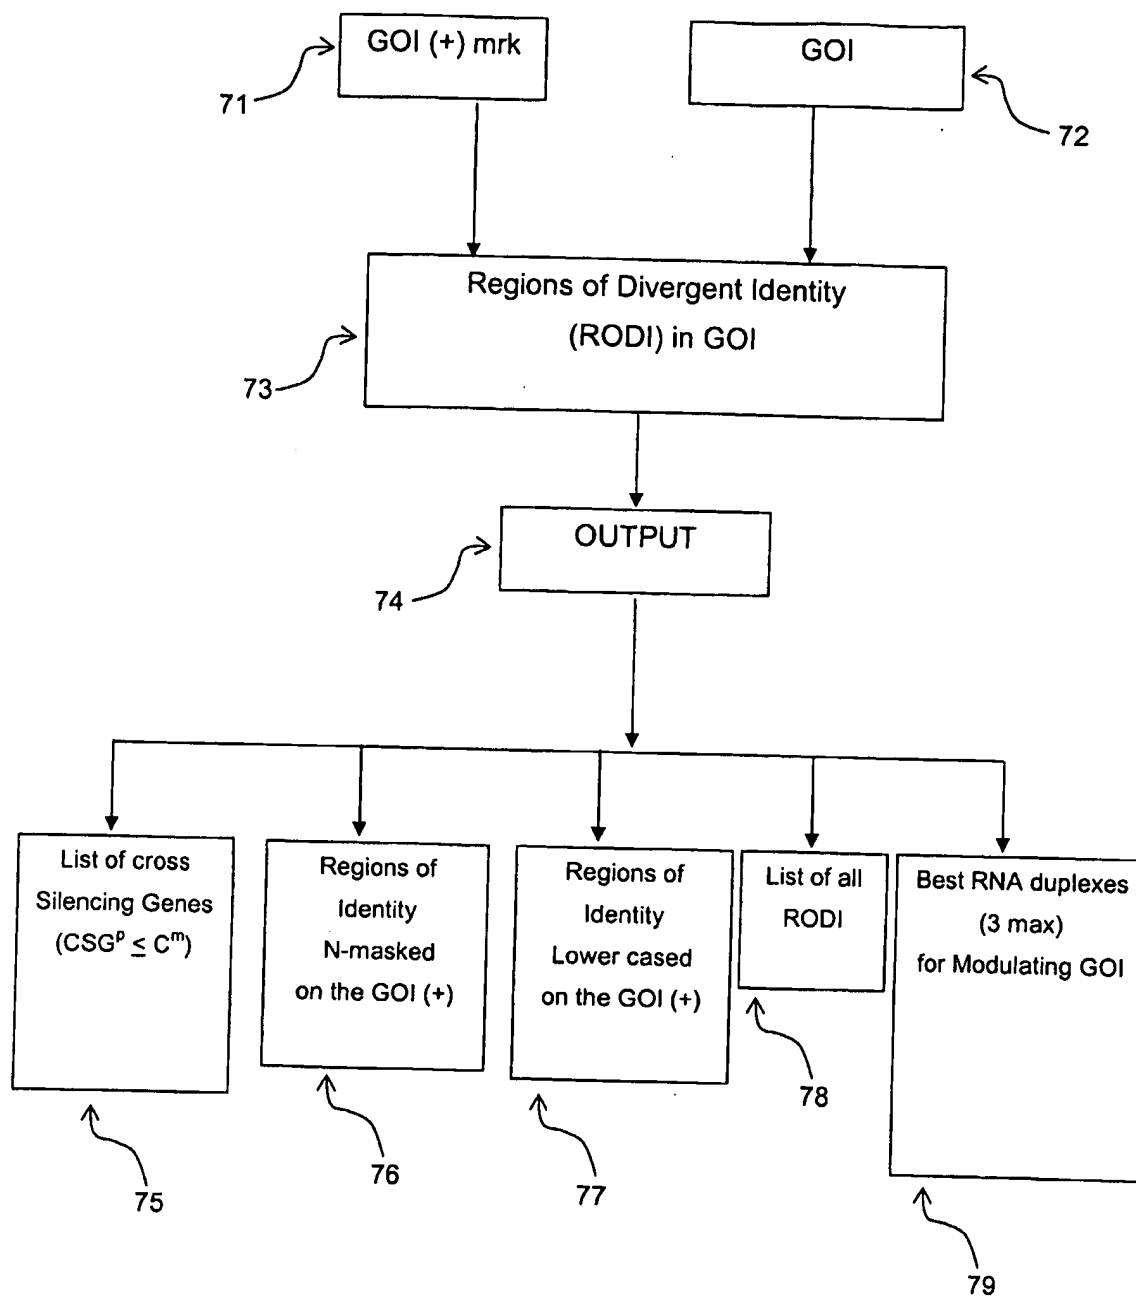 GOI (+) mrk
GOI
71
72
Regions of Divergent Identity
(RODI) in GOI
73
OUTPUT
74
List of cross
Silencing Genes
(CSGᵖ ≤ Cᵐ)
Regions of
Identity
N-masked
on the GOI (+)
Regions of
Identity
Lower cased
on the GOI (+)
List of all
RODI
Best RNA duplexes
(3 max)
for Modulating GOI
75
76
77
78
79